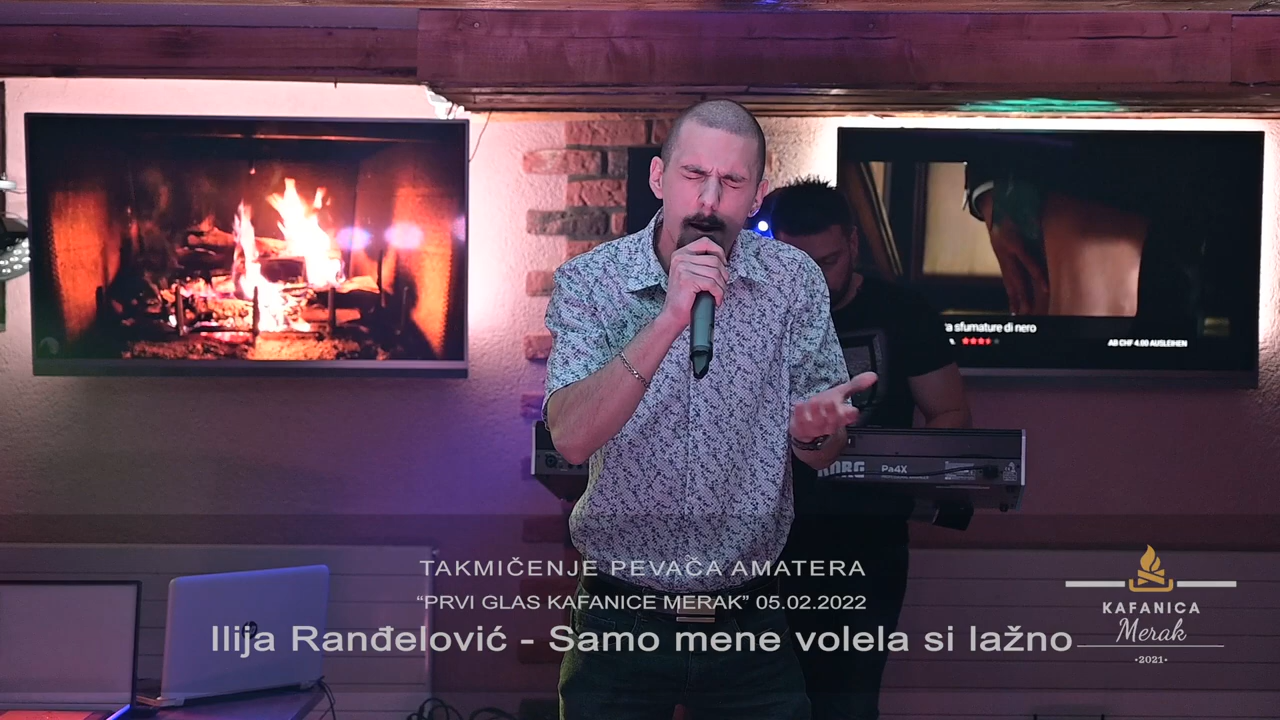 'a sfumature di nero
AB CHF 4.90 AUSLEIHEN
KORG
Pa4X
TAKMIČENJE PEVAČA AMATERA
“PRVI GLAS KAFANICE MERAK” 05.02.2022
Ilija Ranđelović - Samo mene volela si lažno
KAFANICA
Merak
·2021·